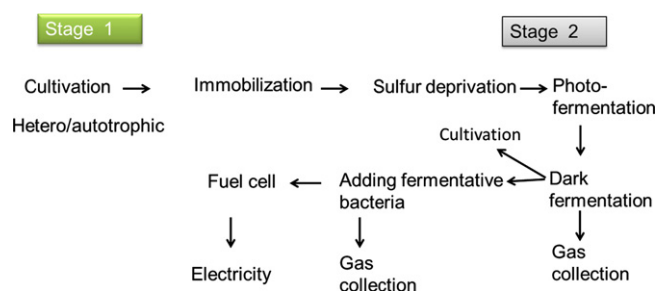 Stage 1
Stage 2
Cultivation
Immobilization
Sulfur deprivation
Photo-
fermentation
Hetero/autotrophic
Cultivation
Fuel cell
Adding fermentative
bacteria
Dark
fermentation
Electricity
Gas
collection
Gas
collection